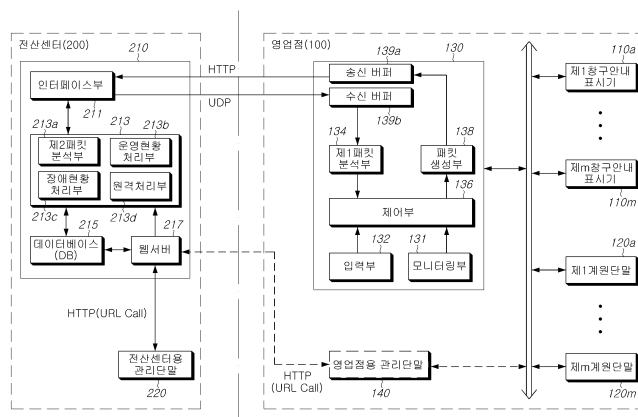 전산센터(200)
210
인터페이스부
211
213a
213
213b
제2패킷
분석부
운영현황
처리부
장애현황
처리부
원격처리부
213c
213d
215
217
데이터베이스
(DB)
웹서버
HTTP(URL Call)
전산센터용
관리단말
220
HTTP
UDP
영업점(100)
139a
130
송신 버퍼
수신 버퍼
139b
134
138
제1패킷
분석부
패킷
생성부
136
제어부
132
131
입력부
모니터링부
HTTP
(URL Call)
영업점용 관리단말
140
110a
제1창구안내
표시기
제m창구안내
표시기
110m
120a
제1계원단말
제m계원단말
120m